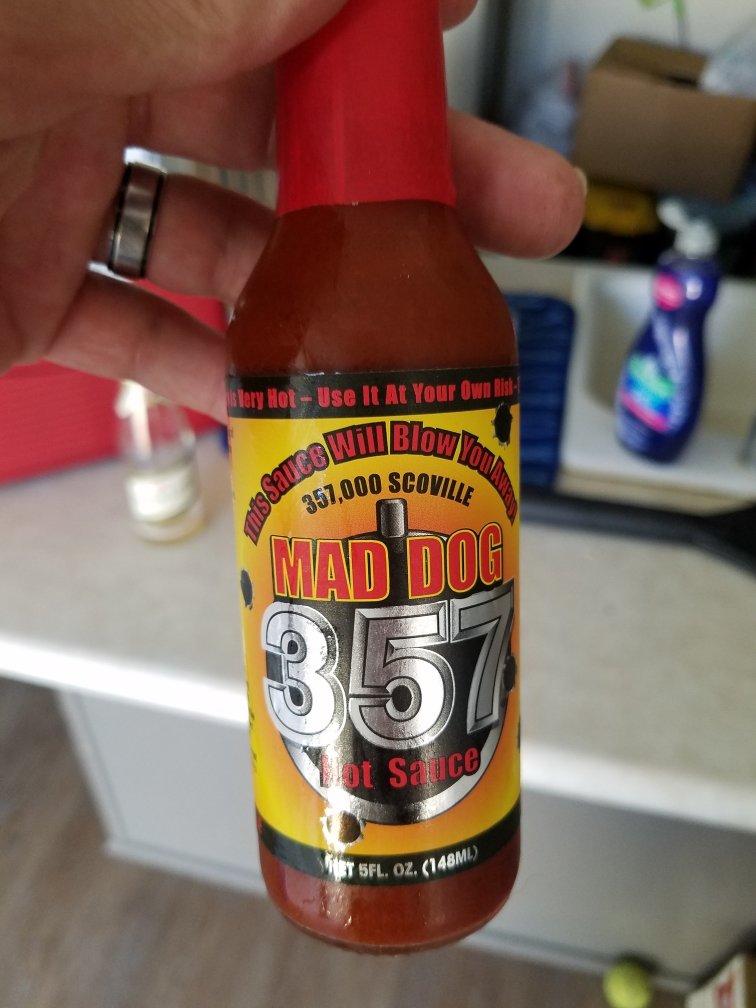 Very Hot – Use It At Your Own Risk –
This Sauce Will Blow You Away
357,000 SCOVILLE
MAD DOG
357
Hot Sauce
NET 5FL. OZ. (148ML)